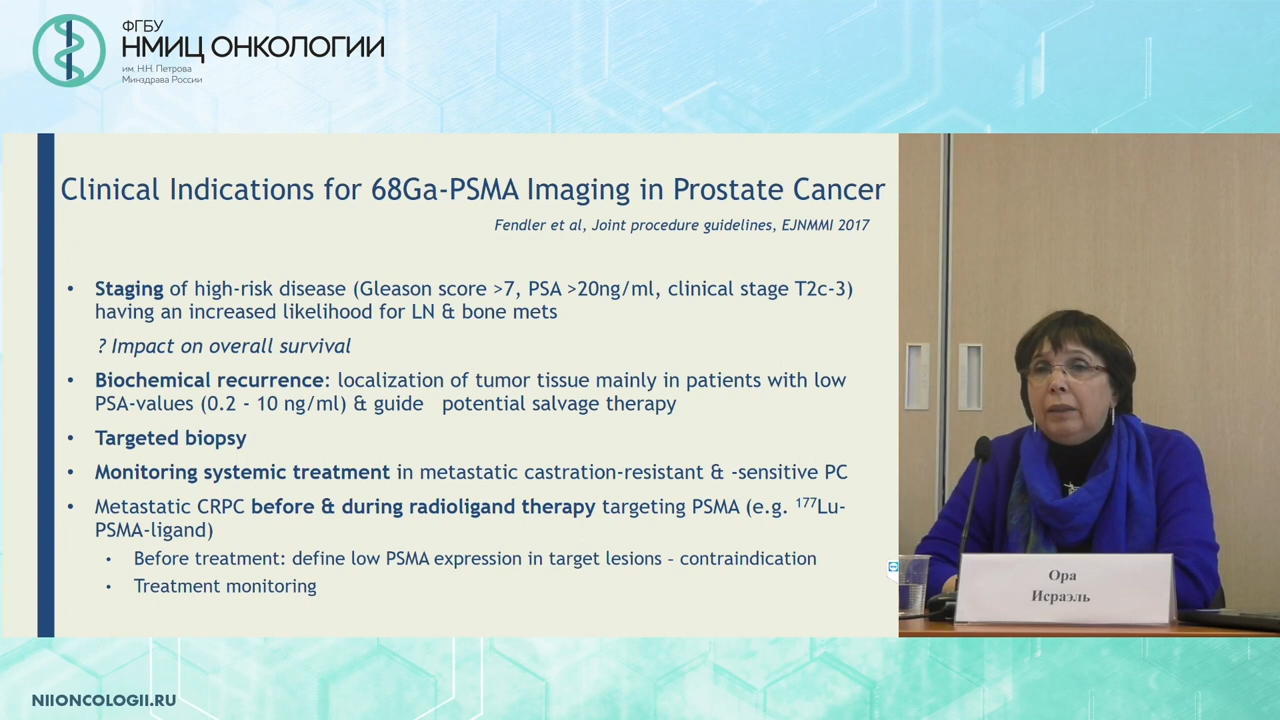 ФГБУ
НМИЦ ОНКОЛОГИИ
им. Н.Н. Петрова
Минздрава России
Clinical Indications for 68Ga-PSMA Imaging in Prostate Cancer
Fendler et al, Joint procedure guidelines, EJNMMI 2017
• Staging of high-risk disease (Gleason score >7, PSA >20ng/ml, clinical stage T2c-3)
having an increased likelihood for LN & bone mets
? Impact on overall survival
• Biochemical recurrence: localization of tumor tissue mainly in patients with low
PSA-values (0.2 - 10 ng/ml) & guide potential salvage therapy
• Targeted biopsy
• Monitoring systemic treatment in metastatic castration-resistant & -sensitive PC
• Metastatic CRPC before & during radioligand therapy targeting PSMA (e.g. ¹⁷⁷Lu-
PSMA-ligand)
• Before treatment: define low PSMA expression in target lesions – contraindication
• Treatment monitoring
Ора
Исраэль
NIIONCOLOGII.RU